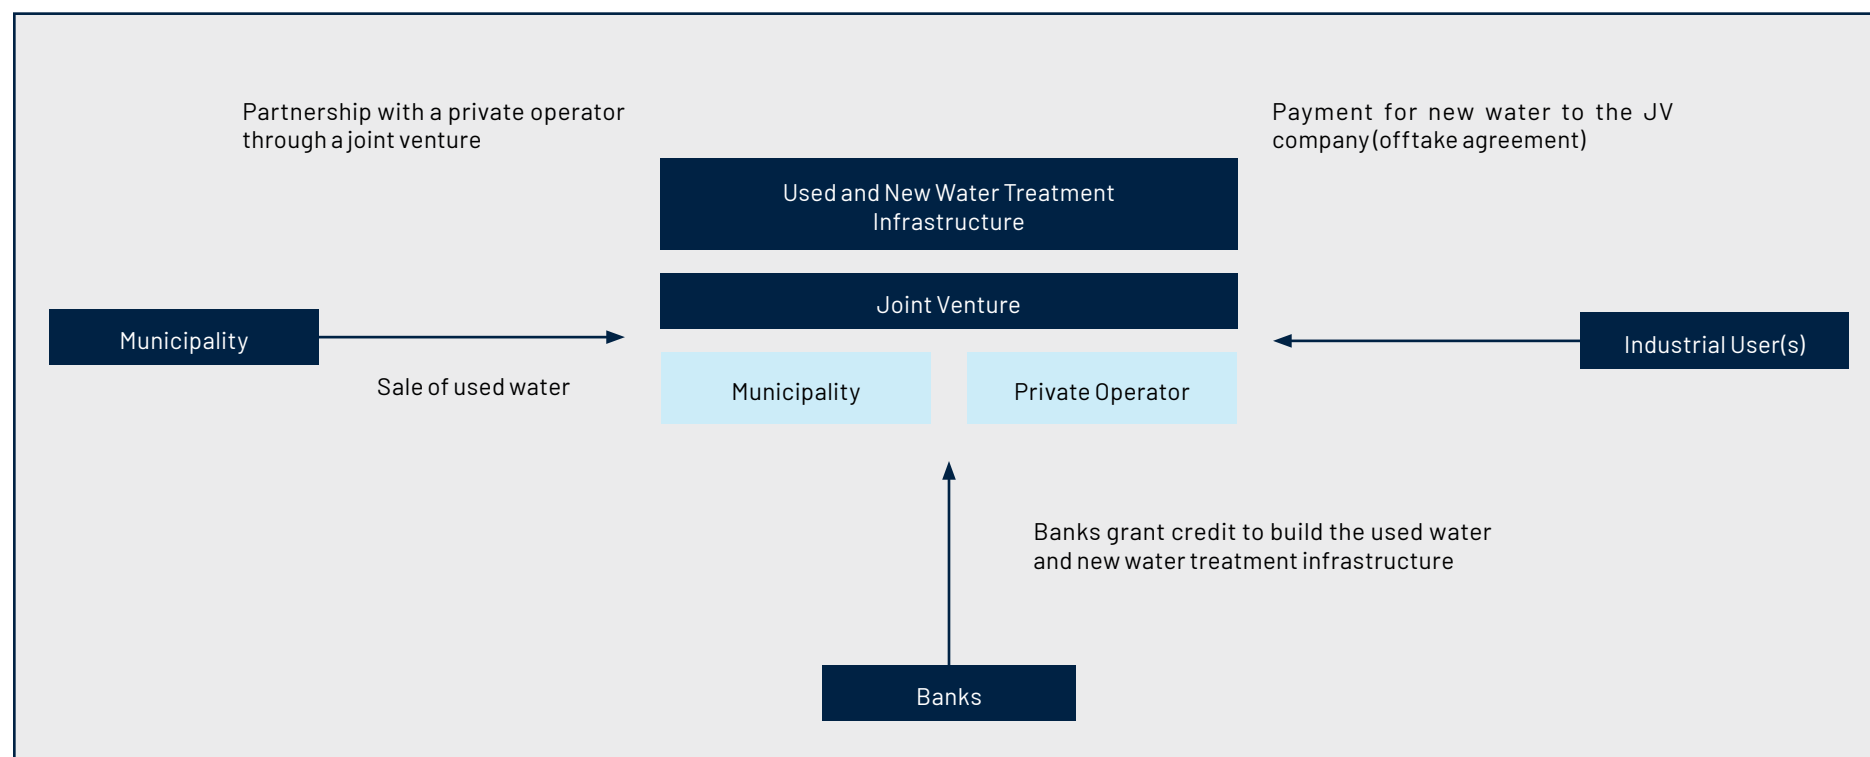 Partnership with a private operator
through a joint venture
Payment for new water to the JV
company (offtake agreement)
Used and New Water Treatment
Infrastructure
Joint Venture
Municipality
Industrial User(s)
Sale of used water
Municipality
Private Operator
Banks grant credit to build the used water
and new water treatment infrastructure
Banks